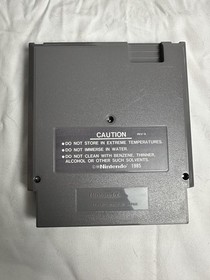 CAUTION
•DO NOT STORE IN EXTREME TEMPERATURES.
•DO NOT IMMERSE IN WATER.
•DO NOT CLEAN WITH BENZENE, THINNER,
ALCOHOL OR OTHER SUCH SOLVENTS.
Nintendo 1985